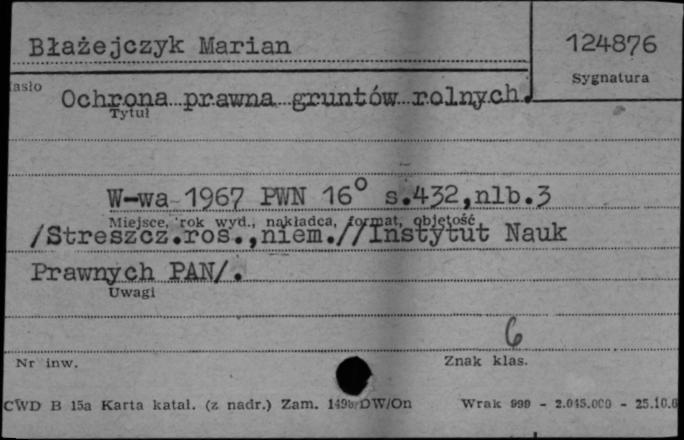 Błażejczyk Marian
124876
Sygnatura
asło
Ochrona prawna gruntów rolnych.
Tytuł
W-wa 1967 PWN 16° s.432,nlb.3
Miejsce, rok wyd., nakładca, format, objętość
/Streszcz.ros.,niem.//Instytut Nauk
Prawnych PAN/.
Uwagi
6
Nr inw.
Znak klas.
CWD B 15a Karta katal. (z nadr.) Zam. DW/On
Wrak 999 - 2.045.000 - 25.10.6